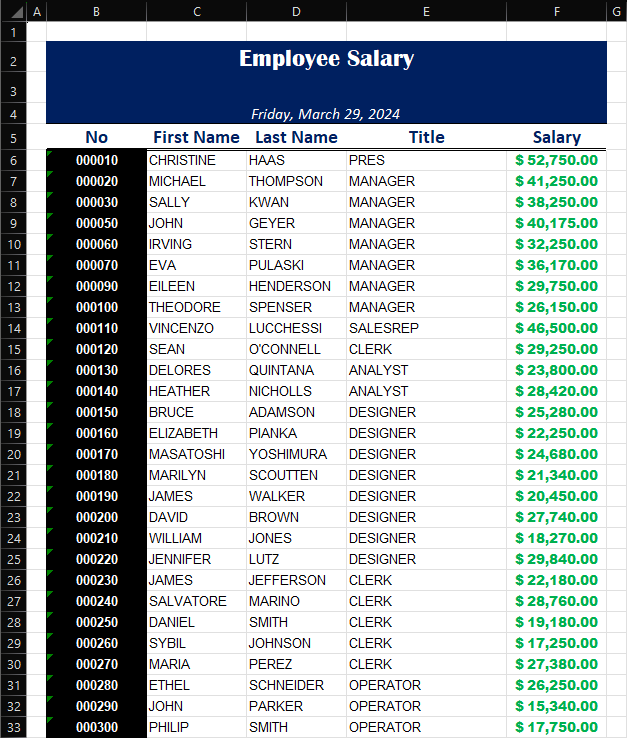 A B C D E F G
1
2 Employee Salary
3
4 Friday, March 29, 2024
5 No First Name Last Name Title Salary
6 000010 CHRISTINE HAAS PRES $ 52,750.00
7 000020 MICHAEL THOMPSON MANAGER $ 41,250.00
8 000030 SALLY KWAN MANAGER $ 38,250.00
9 000050 JOHN GEYER MANAGER $ 40,175.00
10 000060 IRVING STERN MANAGER $ 32,250.00
11 000070 EVA PULASKI MANAGER $ 36,170.00
12 000090 EILEEN HENDERSON MANAGER $ 29,750.00
13 000100 THEODORE SPENSER MANAGER $ 26,150.00
14 000110 VINCENZO LUCCHESSI SALESREP $ 46,500.00
15 000120 SEAN O'CONNELL CLERK $ 29,250.00
16 000130 DELORES QUINTANA ANALYST $ 23,800.00
17 000140 HEATHER NICHOLLS ANALYST $ 28,420.00
18 000150 BRUCE ADAMSON DESIGNER $ 25,280.00
19 000160 ELIZABETH PIANKA DESIGNER $ 22,250.00
20 000170 MASATOSHI YOSHIMURA DESIGNER $ 24,680.00
21 000180 MARILYN SCOUTTEN DESIGNER $ 21,340.00
22 000190 JAMES WALKER DESIGNER $ 20,450.00
23 000200 DAVID BROWN DESIGNER $ 27,740.00
24 000210 WILLIAM JONES DESIGNER $ 18,270.00
25 000220 JENNIFER LUTZ DESIGNER $ 29,840.00
26 000230 JAMES JEFFERSON CLERK $ 22,180.00
27 000240 SALVATORE MARINO CLERK $ 28,760.00
28 000250 DANIEL SMITH CLERK $ 19,180.00
29 000260 SYBIL JOHNSON CLERK $ 17,250.00
30 000270 MARIA PEREZ CLERK $ 27,380.00
31 000280 ETHEL SCHNEIDER OPERATOR $ 26,250.00
32 000290 JOHN PARKER OPERATOR $ 15,340.00
33 000300 PHILIP SMITH OPERATOR $ 17,750.00